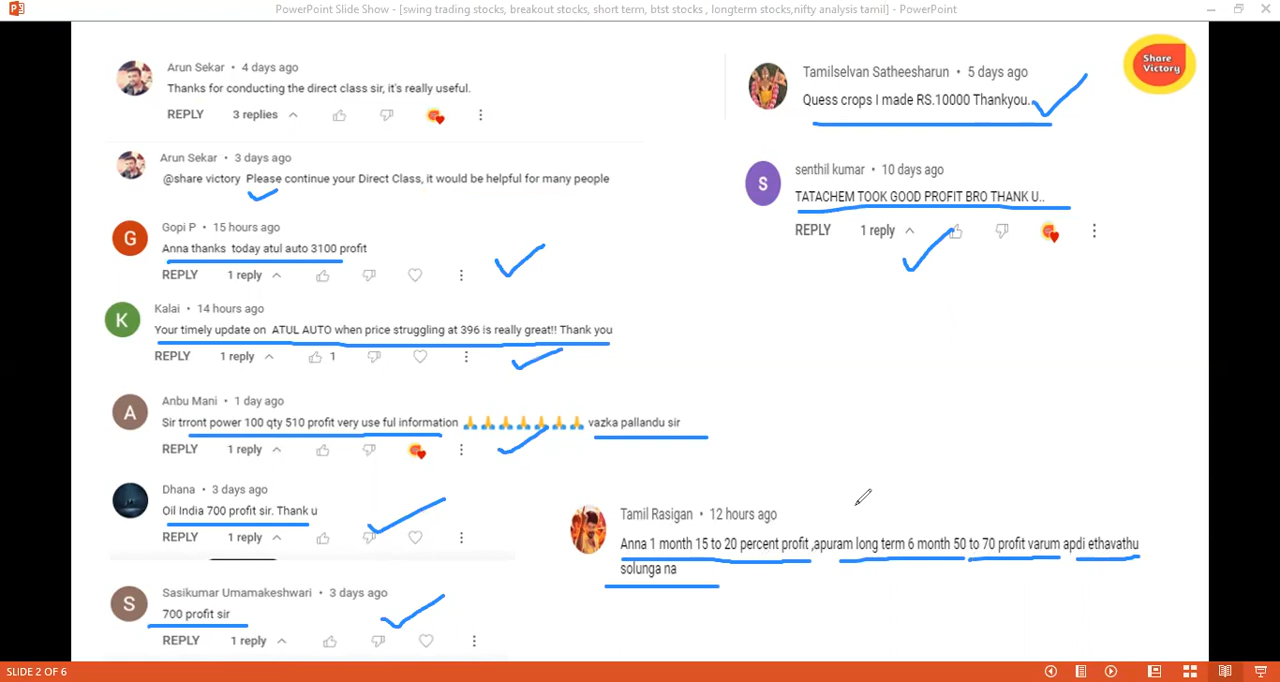 PowerPoint Slide Show - [swing trading stocks, breakout stocks, short term, btst stocks , longterm stocks,nifty analysis tamil] - PowerPoint
Arun Sekar • 4 days ago
Thanks for conducting the direct class sir, it's really useful.
REPLY 3 replies
Arun Sekar • 3 days ago
@share victory Please continue your Direct Class, it would be helpful for many people
Gopi P • 15 hours ago
Anna thanks today atul auto 3100 profit
REPLY 1 reply
Kalai • 14 hours ago
Your timely update on ATUL AUTO when price struggling at 396 is really great!! Thank you
REPLY 1 reply 1
Anbu Mani • 1 day ago
Sir trront power 100 qty 510 profit very use ful information 🙏🙏🙏🙏🙏🙏🙏 vazka pallandu sir
REPLY 1 reply
Dhana • 3 days ago
Oil India 700 profit sir. Thank u
REPLY 1 reply
Sasikumar Umamakeshwari • 3 days ago
700 profit sir
REPLY 1 reply
Tamilselvan Satheesharun • 5 days ago
Quess crops I made RS.10000 Thankyou..
senthil kumar • 10 days ago
TATACHEM TOOK GOOD PROFIT BRO THANK U..
REPLY 1 reply
Tamil Rasigan • 12 hours ago
Anna 1 month 15 to 20 percent profit ,apuram long term 6 month 50 to 70 profit varum apdi ethavathu
solunga na
Share
Victory
G
K
A
S
S
SLIDE 2 OF 6